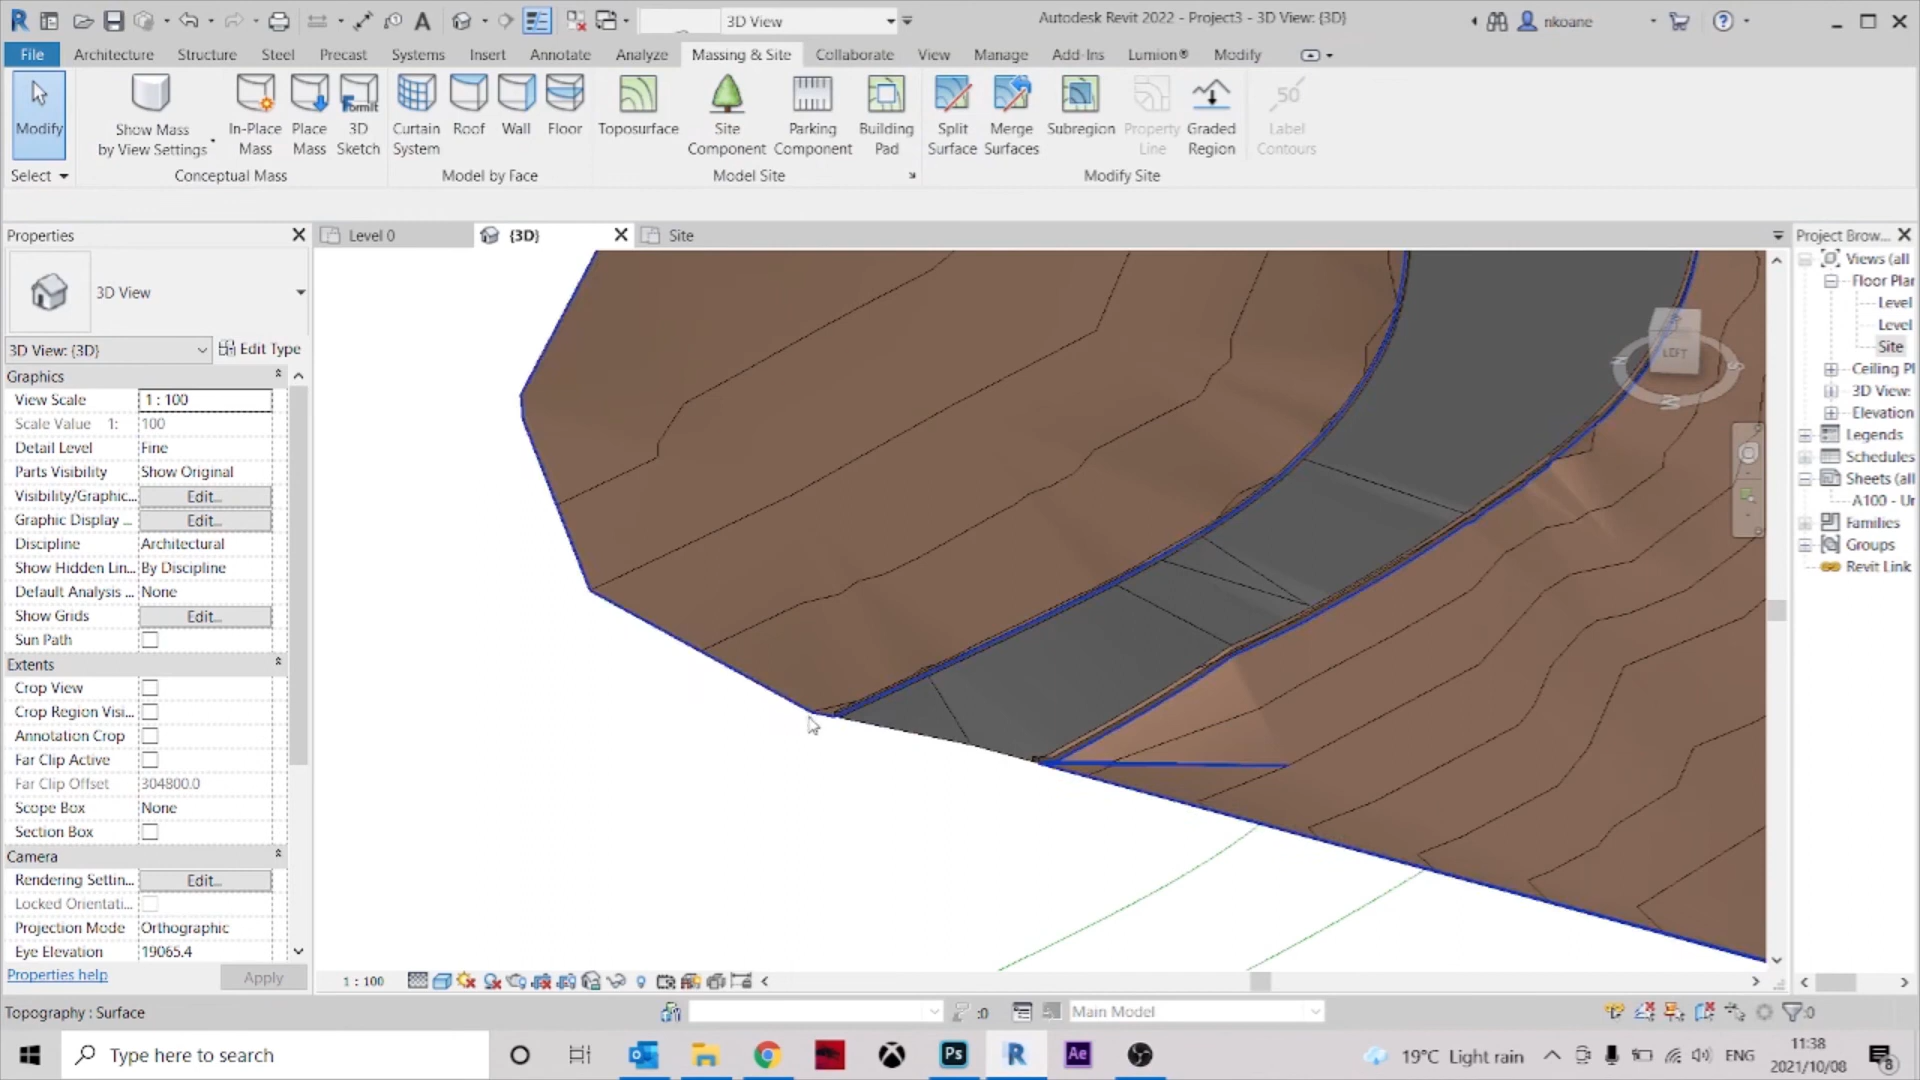 3D View
Autodesk Revit 2022 - Project3 - 3D View: {3D}
nkoane
File
Architecture
Structure
Steel
Precast
Systems
Insert
Annotate
Analyze
Massing & Site
Collaborate
View
Manage
Add-Ins
Lumion®
Modify
Modify
Show Mass
by View Settings
In-Place
Mass
Place
Mass
FormIt
3D
Sketch
Curtain
System
Roof
Wall
Floor
Toposurface
Site
Component
Parking
Component
Building
Pad
Split
Surface
Merge
Surfaces
Subregion
Property
Line
Graded
Region
50
Label
Contours
Select
Conceptual Mass
Model by Face
Model Site
Modify Site
Properties
Level 0
{3D}
Site
Project Brow...
3D View
3D View: {3D}
Edit Type
Graphics
View Scale
1 : 100
Scale Value 1:
100
Detail Level
Fine
Parts Visibility
Show Original
Visibility/Graphic...
Edit...
Graphic Display ...
Edit...
Discipline
Architectural
Show Hidden Lin...
By Discipline
Default Analysis ...
None
Show Grids
Edit...
Sun Path
Extents
Crop View
Crop Region Visi...
Annotation Crop
Far Clip Active
Far Clip Offset
304800.0
Scope Box
None
Section Box
Camera
Rendering Settin...
Edit...
Locked Orientati...
Projection Mode
Orthographic
Eye Elevation
19065.4
Properties help
Apply
LEFT
Views (all
Floor Plan
Level
Level
Site
Ceiling Pl
3D View:
Elevation
Legends
Schedules
Sheets (all
A100 - Ur
Families
Groups
Revit Link
1 : 100
Topography : Surface
:0
Main Model
:0
Type here to search
Ps
R
Ae
19°C Light rain
ENG
11:38
2021/10/08
8